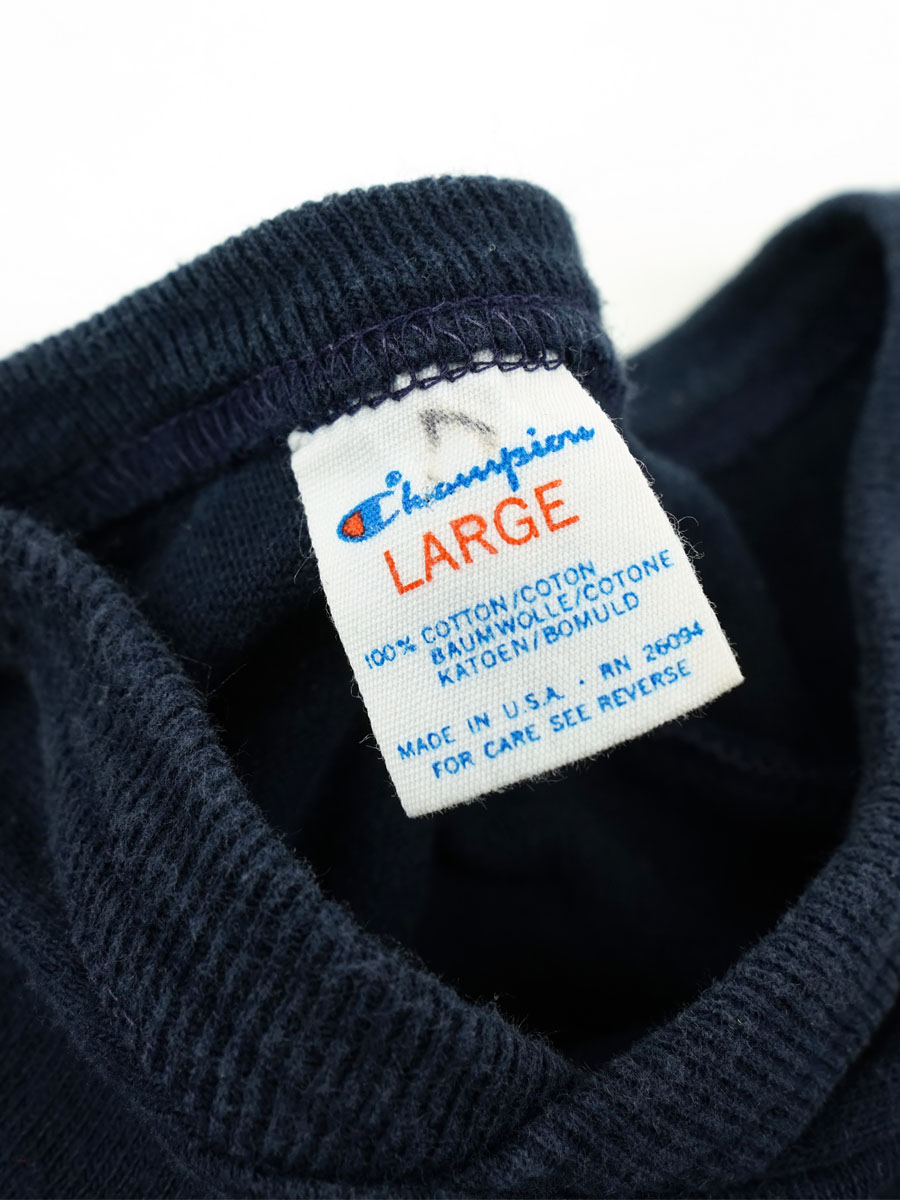 Champion®
LARGE
100% COTTON/COTON
BAUMWOLLE/COTONE
KATOEN/BOMULD
MADE IN U.S.A. · RN 26094
FOR CARE SEE REVERSE